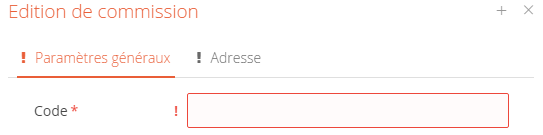 Edition de commission
! Paramètres généraux ! Adresse
Code * !